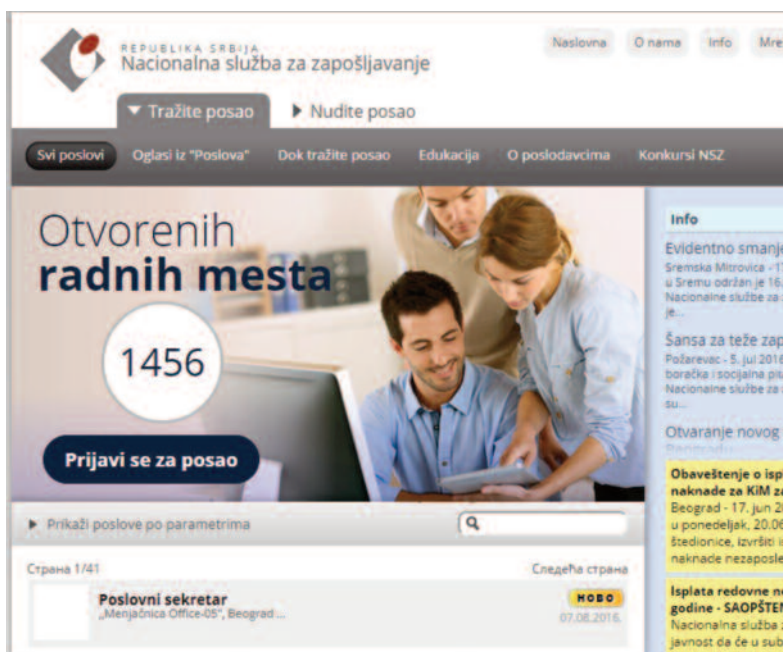 REPUBLIKA SRBIJA
Nacionalna služba za zapošljavanje
Naslovna O nama Info Mre
Tražite posao Nudite posao
Svi poslovi Oglasi iz "Poslova" Dok tražite posao Edukacija O poslodavcima Konkursi NSZ
Otvorenih
radnih mesta
1456
Prijavi se za posao
Prikaži poslove po parametrima
Страна 1/41 Следећа страна
Poslovni sekretar
„Menjačnica Office-05", Beograd ...
НОВО
07.08.2016.
Info
Evidentno smanje
Sremska Mitrovica - 1
u Sremu održan je 16.
Nacionalne službe za
je...
Šansa za teže zap
Požarevac - 5. jul 2016
boračka i socijalna pit
Nacionalne službe za
su...
Otvaranje novog
Beogradu
Obaveštenje o isp
naknade za KiM za
Beograd - 17. jun 2
u ponedeljak, 20.06
štedionice, izvršiti i
naknade nezaposle
Isplata redovne n
godine - SAOPŠTEN
Nacionalna služba z
javnost da će u sub